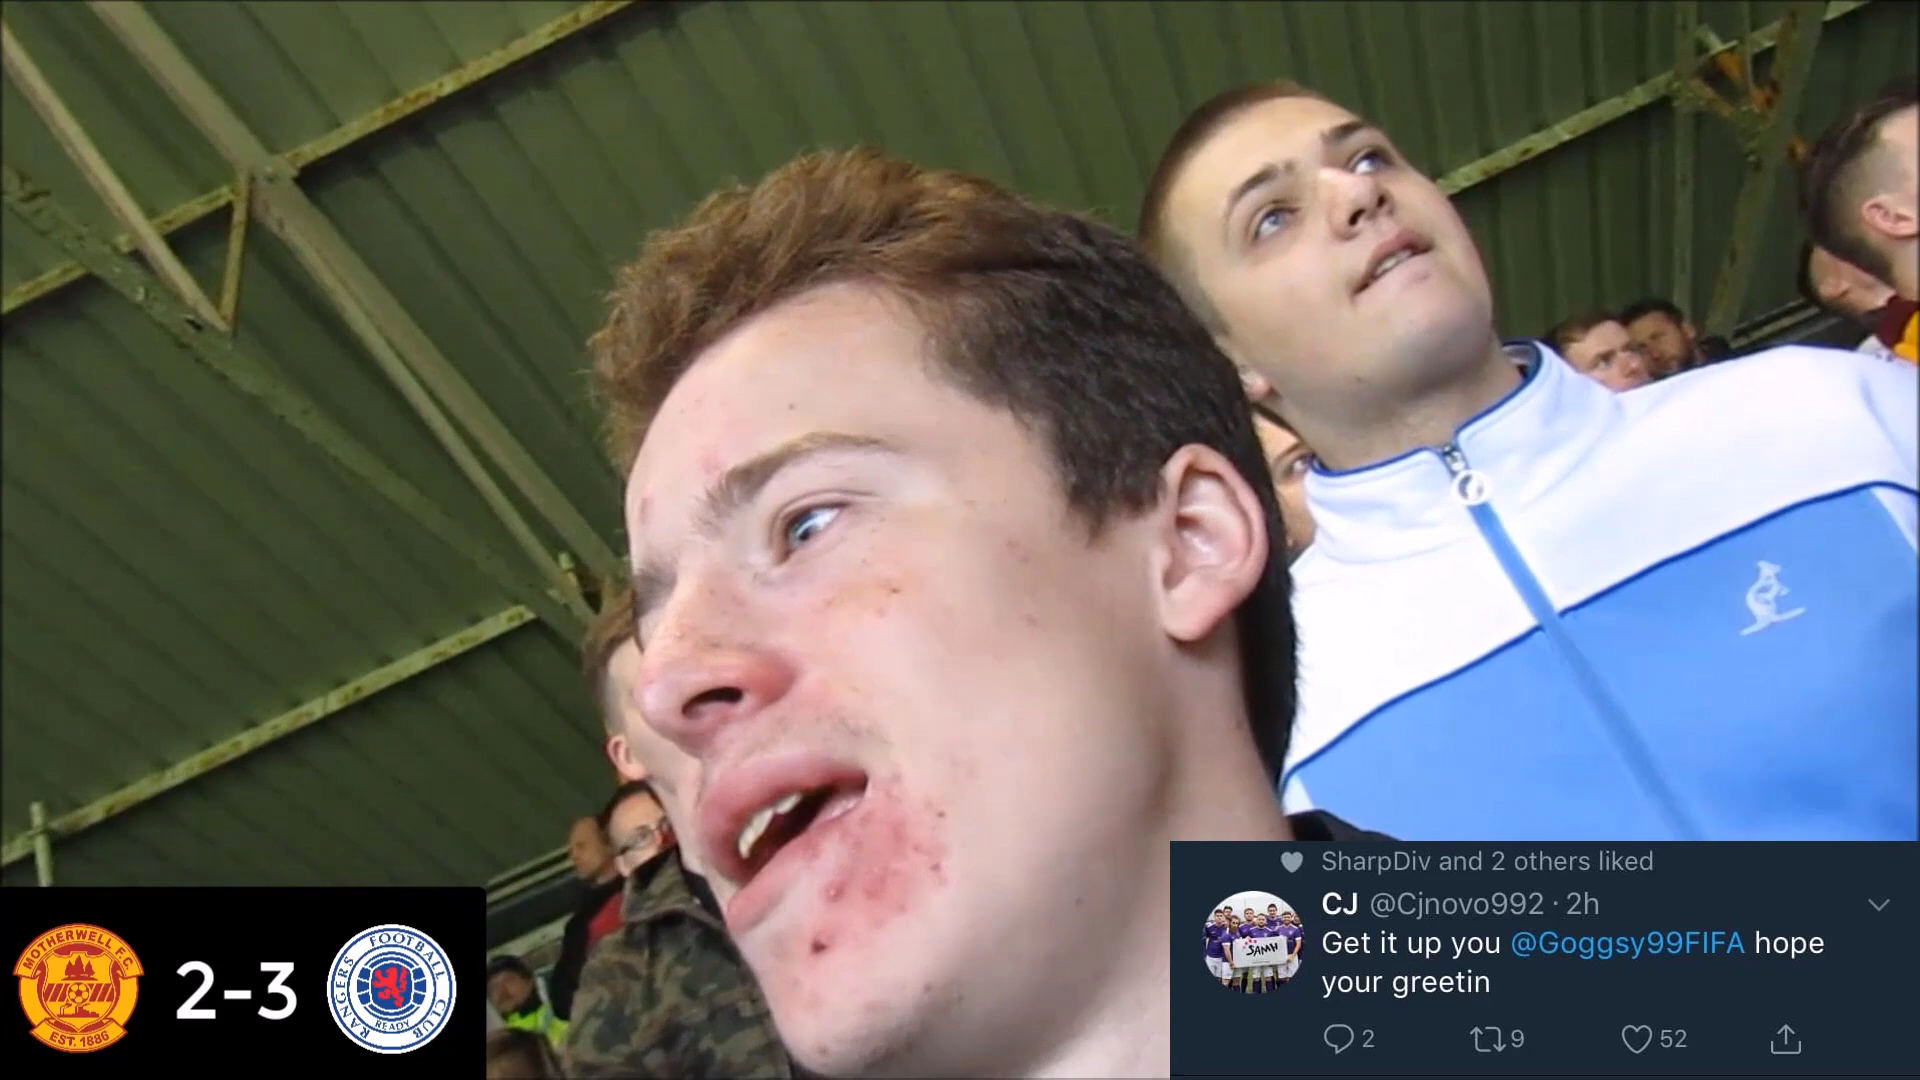 MOTHERWELL F.C.
EST. 1886
2-3
RANGERS FOOTBALL CLUB
READY
SharpDiv and 2 others liked
CJ @Cjnovo992 · 2h
Get it up you @Goggsy99FIFA hope
your greetin
SAMH
2 9 52